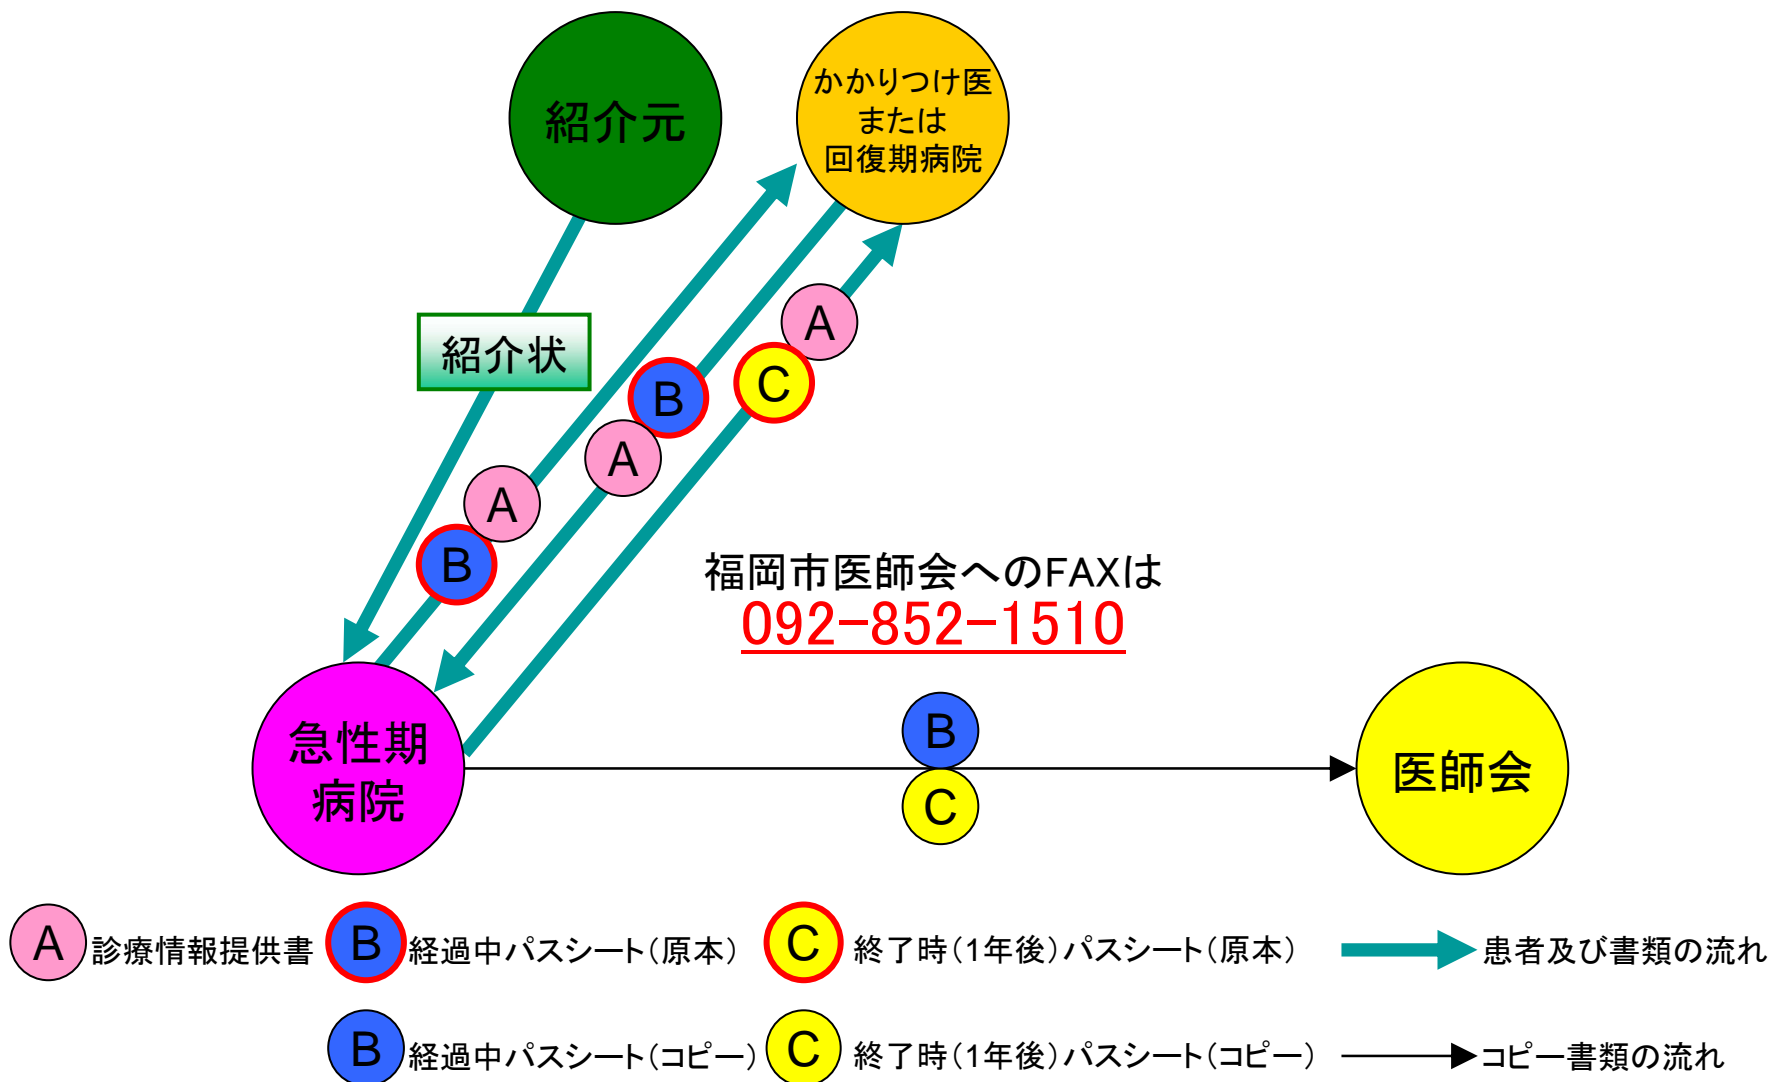 紹介元
かかりつけ医
または
回復期病院
紹介状
A
C
B
A
A
B
福岡市医師会へのFAXは
092-852-1510
急性期
病院
B
C
医師会
A 診療情報提供書 B 経過中パスシート(原本) C 終了時(1年後)パスシート(原本) 患者及び書類の流れ
B 経過中パスシート(コピー) C 終了時(1年後)パスシート(コピー) コピー書類の流れ